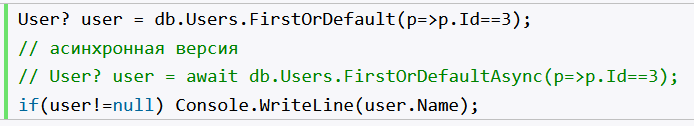 User? user = db.Users.FirstOrDefault(p=>p.Id==3);
// асинхронная версия
// User? user = await db.Users.FirstOrDefaultAsync(p=>p.Id==3);
if(user!=null) Console.WriteLine(user.Name);